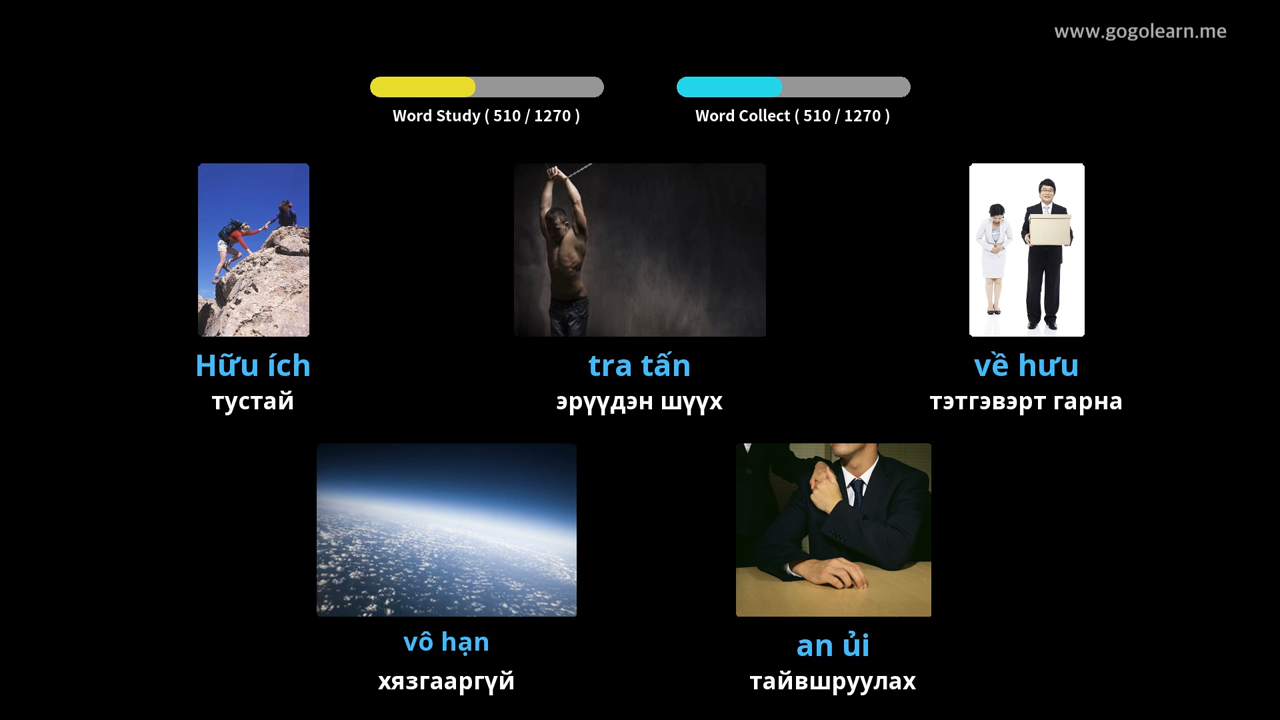 www.gogolearn.me
Word Study ( 510 / 1270 )
Word Collect ( 510 / 1270 )
Hữu ích
тустай
tra tấn
эрүүдэн шүүх
về hưu
тэтгэвэрт гарна
vô hạn
хязгааргүй
an ủi
тайвшруулах